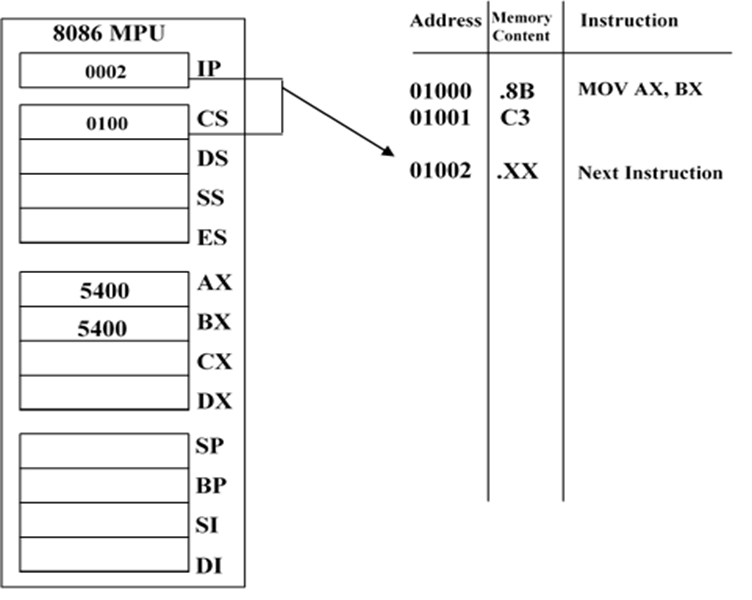 8086 MPU
0002 IP
0100 CS
DS
SS
ES
5400 AX
5400 BX
CX
DX
SP
BP
SI
DI
Address Memory Content Instruction
01000 .8B MOV AX, BX
01001 C3
01002 .XX Next Instruction